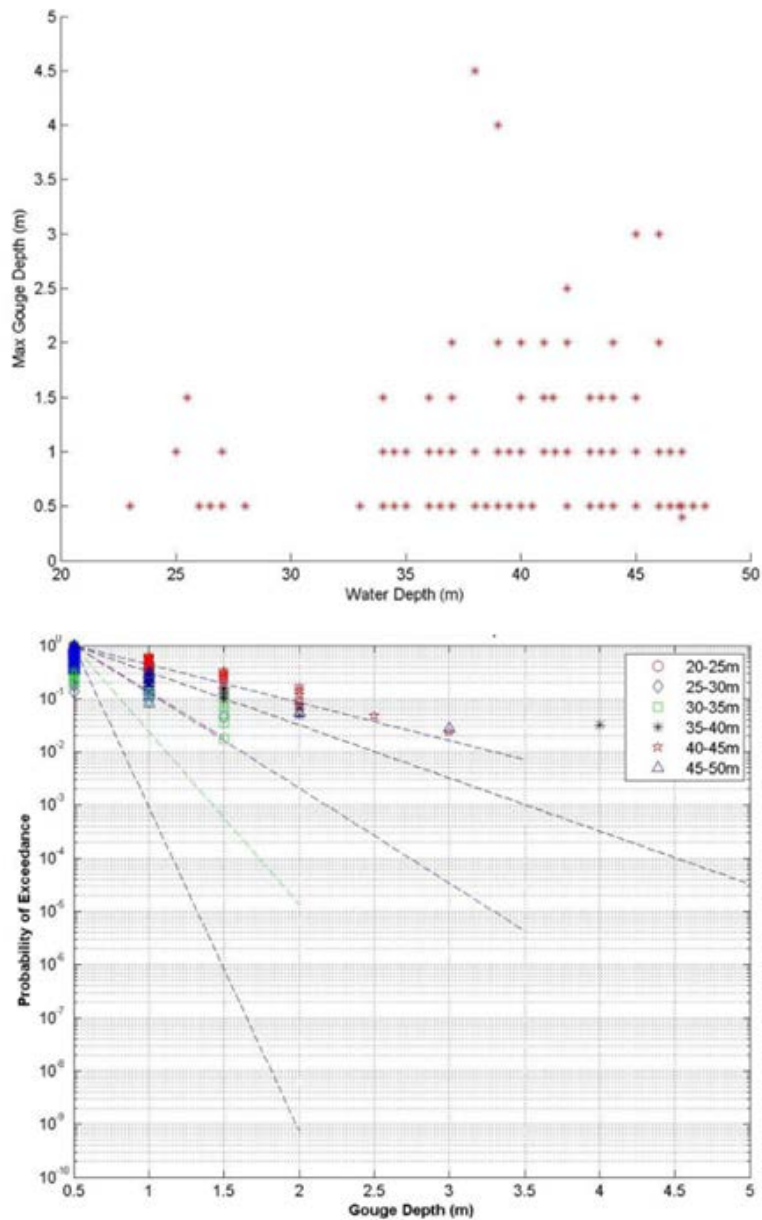 5
4.5
4
3.5
3
2.5
2
1.5
1
0.5
0
Max Gouge Depth (m)
20 25 30 35 40 45 50
Water Depth (m)
10^0
10^-1
10^-2
10^-3
10^-4
10^-5
10^-6
10^-7
10^-8
10^-9
10^-10
Probability of Exceedance
20-25m
25-30m
30-35m
35-40m
40-45m
45-50m
0.5 1 1.5 2 2.5 3 3.5 4 4.5 5
Gouge Depth (m)